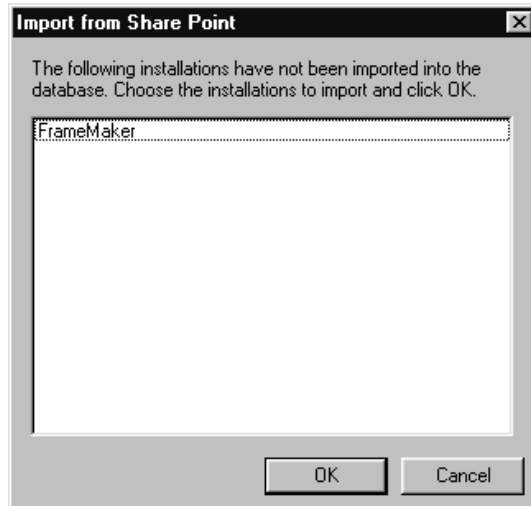 Import from Share Point
The following installations have not been imported into the
database. Choose the installations to import and click OK.
FrameMaker
OK
Cancel